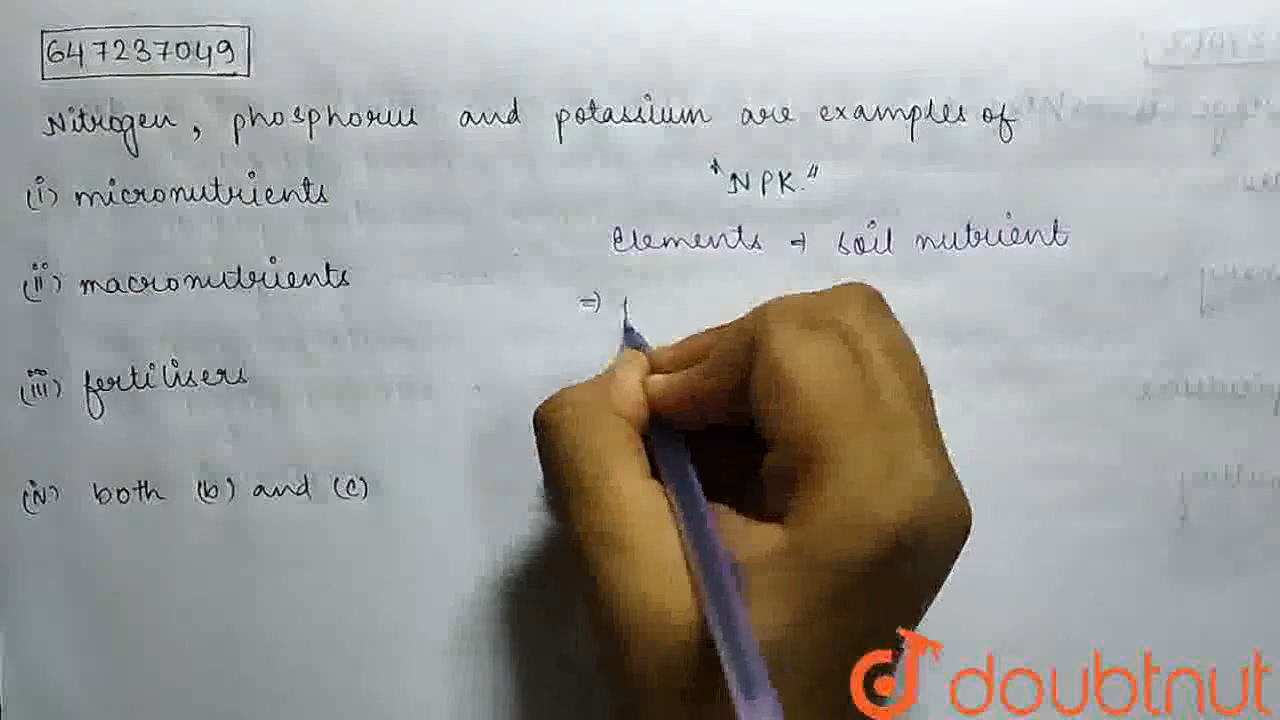 647237049
Nitrogen, phosphorus and potassium are examples of
"NPK."
(i) micronutrients
Elements → soil nutrient
(ii) macronutrients
⇒
(iii) fertilisers
(iv) both (b) and (c)
doubtnut